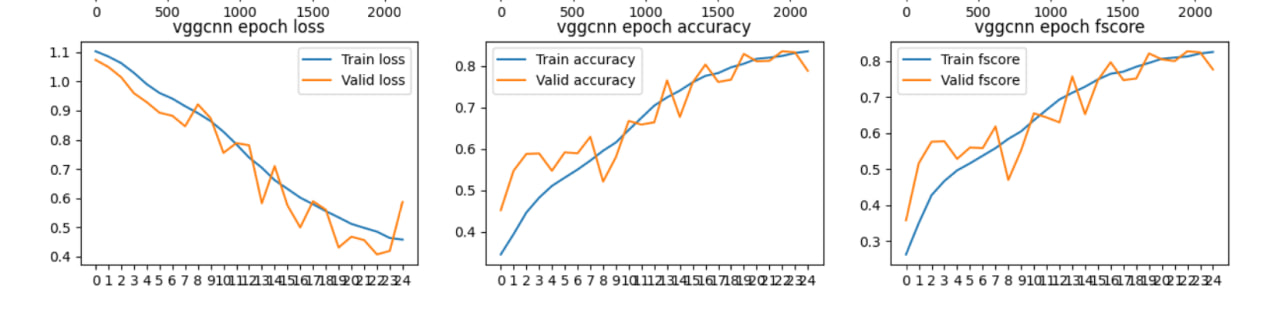 0 500 1000 1500 2000 0 500 1000 1500 2000 0 500 1000 1500 2000
vggcnn epoch loss
1.1
1.0
0.9
0.8
0.7
0.6
0.5
0.4
Train loss
Valid loss
0 1 2 3 4 5 6 7 8 9 10 11 12 13 14 15 16 17 18 19 20 21 22 23 24
vggcnn epoch accuracy
0.8
0.7
0.6
0.5
0.4
Train accuracy
Valid accuracy
0 1 2 3 4 5 6 7 8 9 10 11 12 13 14 15 16 17 18 19 20 21 22 23 24
vggcnn epoch fscore
0.8
0.7
0.6
0.5
0.4
0.3
Train fscore
Valid fscore
0 1 2 3 4 5 6 7 8 9 10 11 12 13 14 15 16 17 18 19 20 21 22 23 24